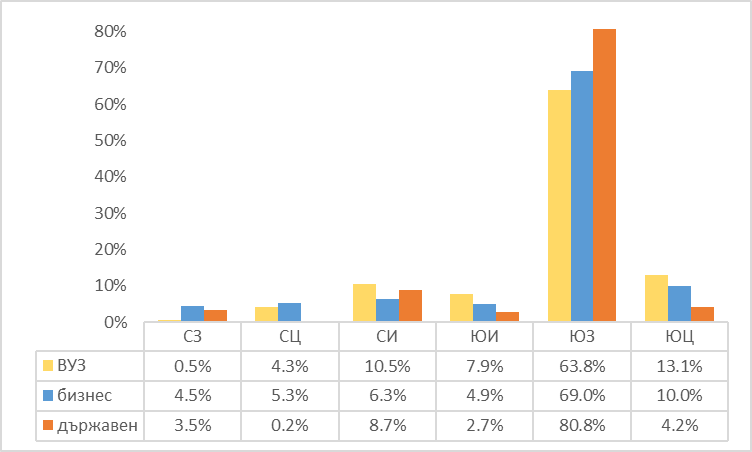 80%
70%
60%
50%
40%
30%
20%
10%
0%
СЗ СЦ СИ ЮИ ЮЗ ЮЦ
ВУЗ 0.5% 4.3% 10.5% 7.9% 63.8% 13.1%
бизнес 4.5% 5.3% 6.3% 4.9% 69.0% 10.0%
държавен 3.5% 0.2% 8.7% 2.7% 80.8% 4.2%